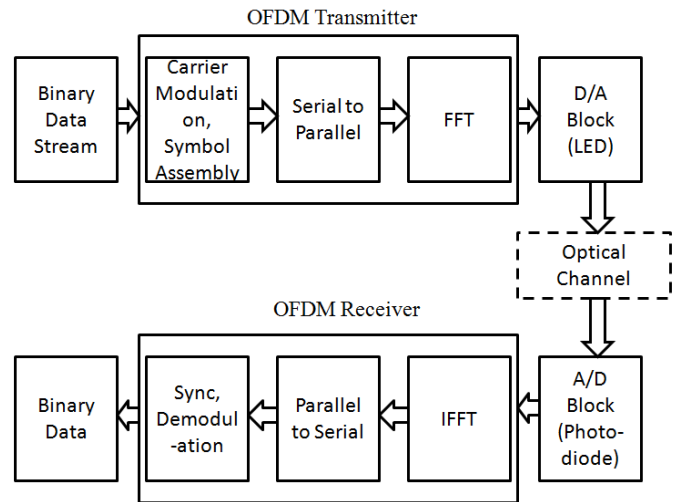 OFDM Transmitter
Binary
Data
Stream
Carrier
Modulati
on,
Symbol
Assembly
Serial to
Parallel
FFT
D/A
Block
(LED)
Optical
Channel
OFDM Receiver
Binary
Data
Sync,
Demodul
-ation
Parallel
to Serial
IFFT
A/D
Block
(Photo-
diode)